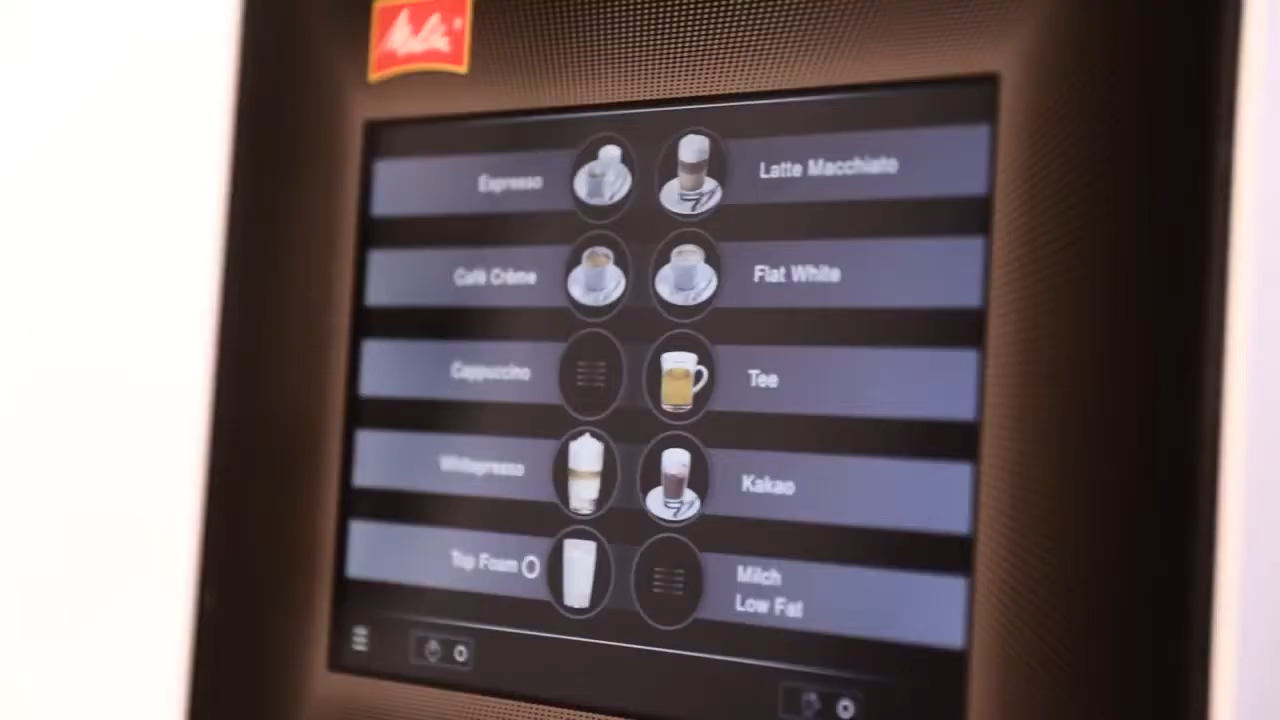 Melitta®
Espresso
Latte Macchiato
Café Crème
Flat White
Cappuccino
Tee
Whitepresso
Kakao
Top Foam
Milch
Low Fat